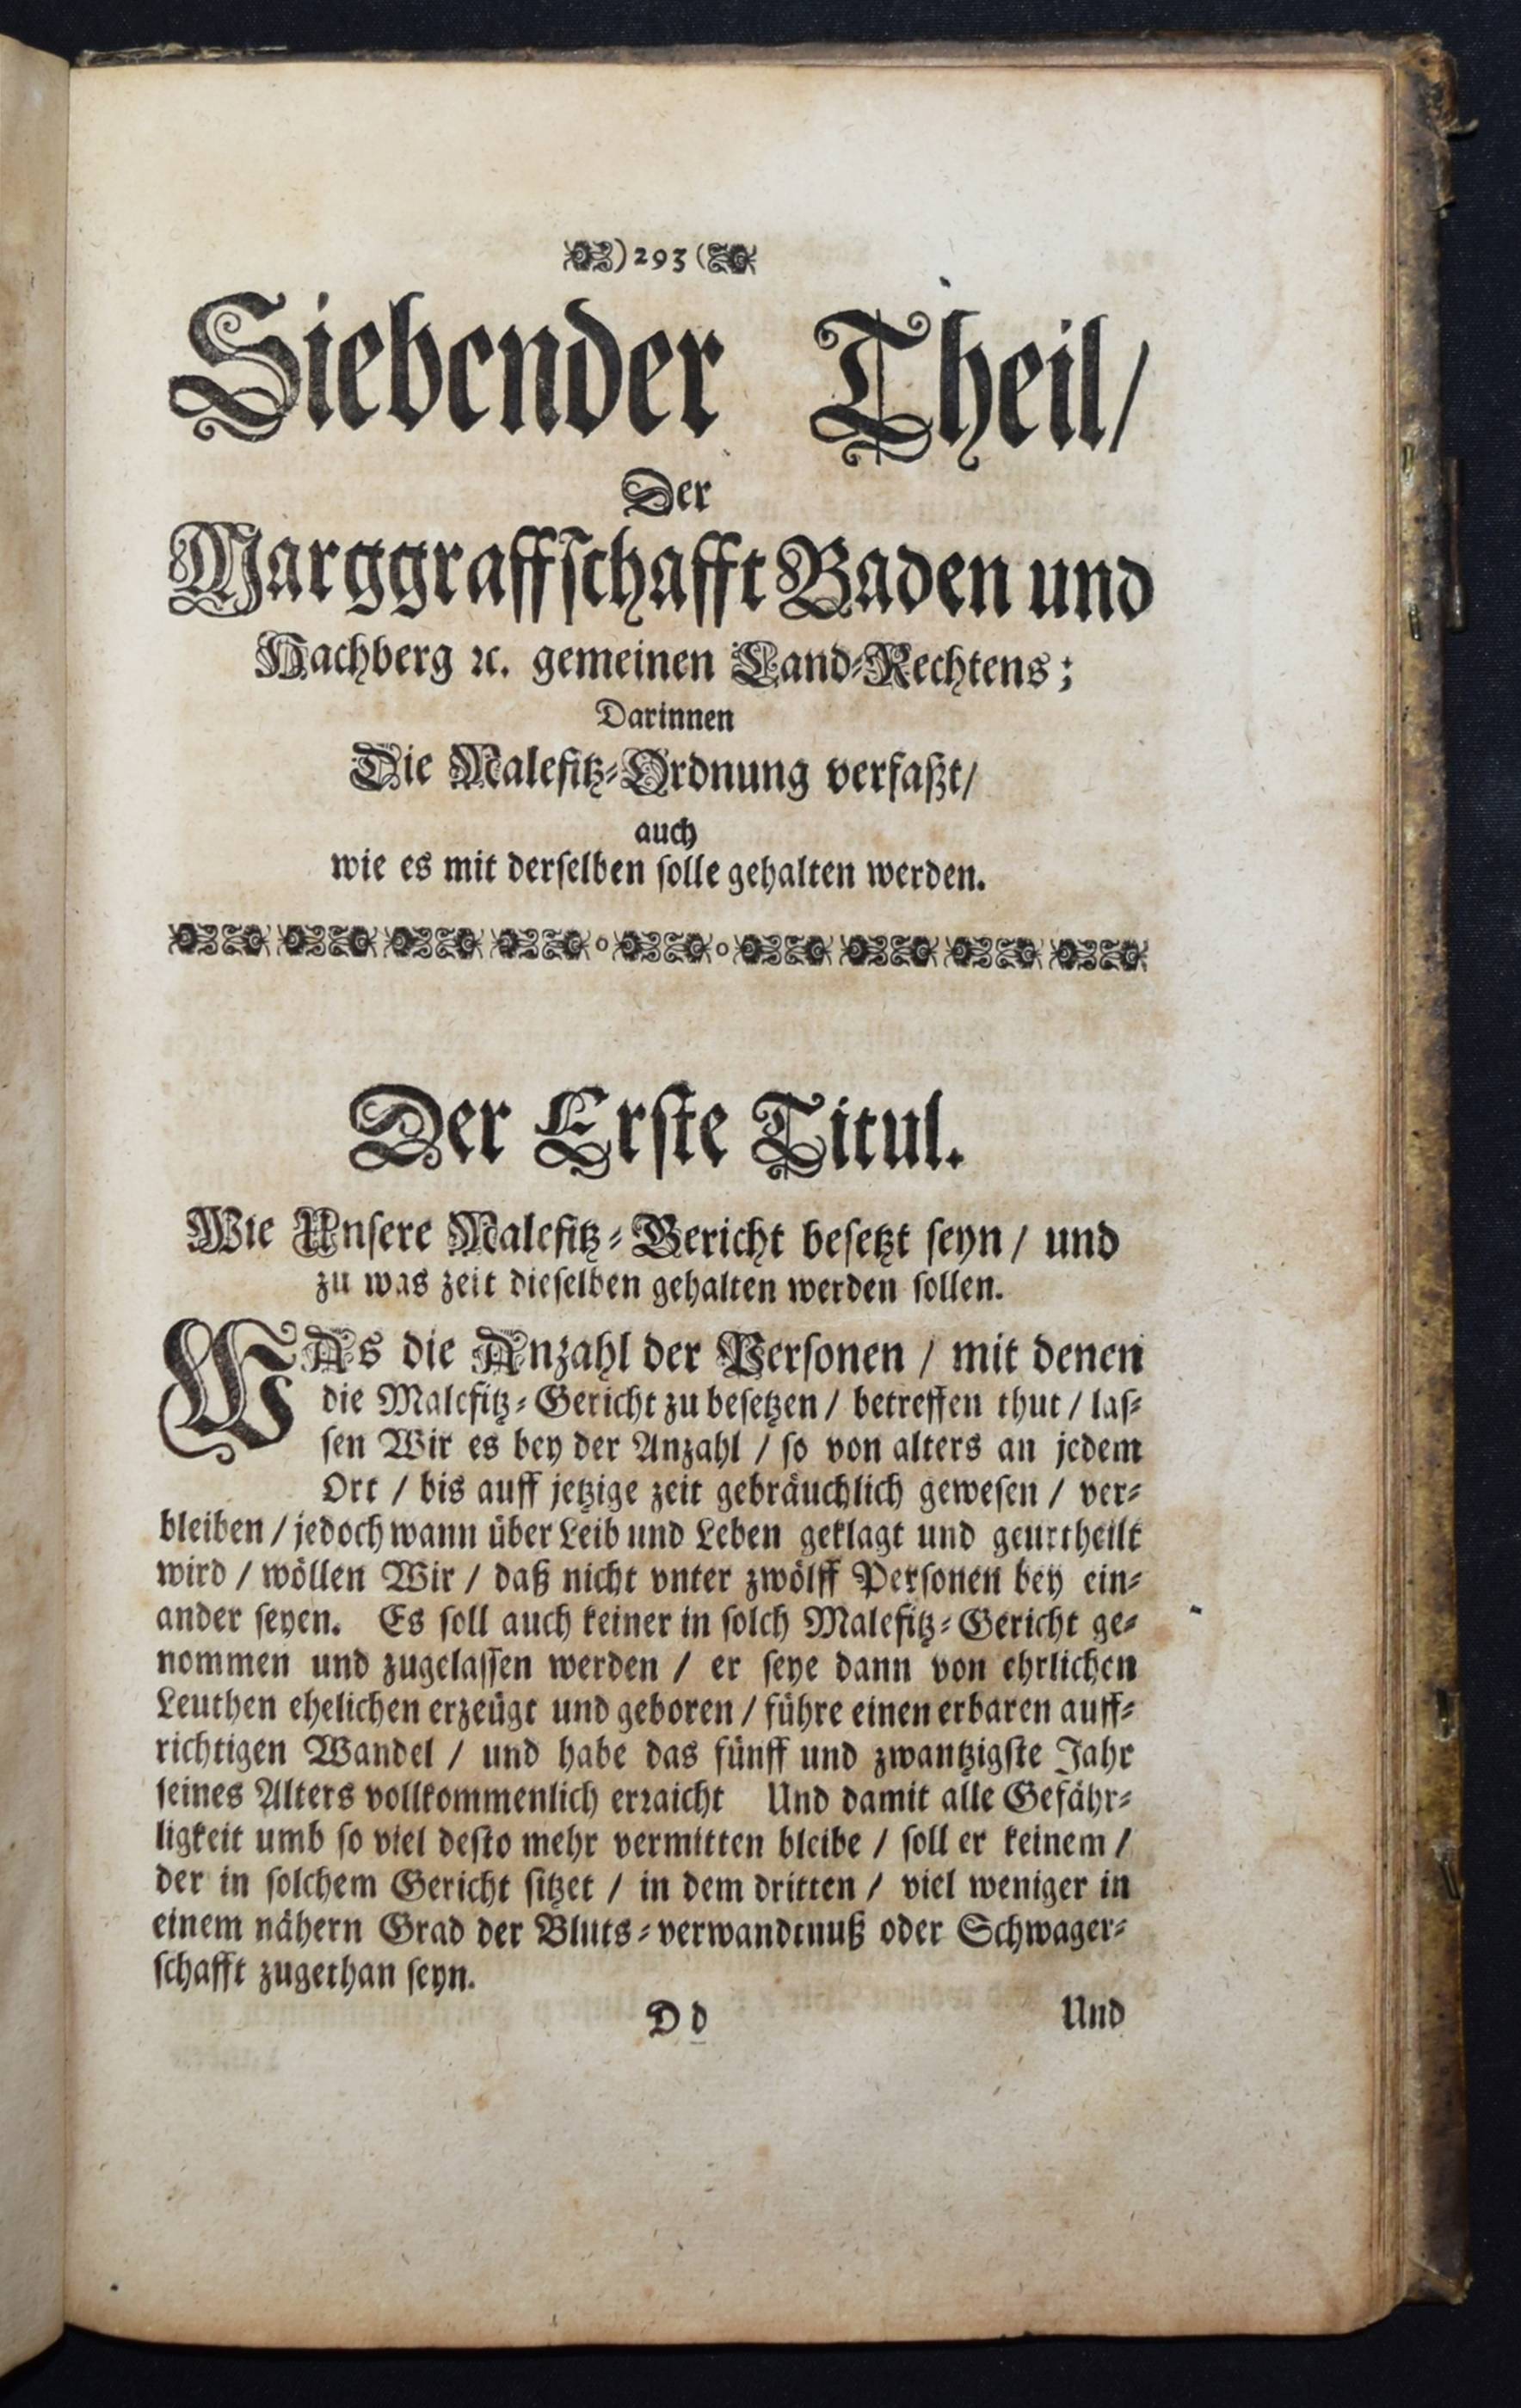 )293(
Siebender Theil/
Der
Marggraffſchafft Baden und
Hachberg ꝛc. gemeinen Land⸗Rechtens;
Darinnen
Die Malefitz⸗Ordnung verfaßt/
auch
wie es mit derſelben ſolle gehalten werden.
Der Erſte Titul.
Wie Unſere Malefitz⸗Gericht beſetzt ſeyn / und
zu was zeit dieſelben gehalten werden ſollen.
WAs die Anzahl der Perſonen / mit denen
die Malefitz⸗Gericht zu beſetzen / betreffen thut / laſ⸗
ſen Wir es bey der Anzahl / ſo von alters an jedem
Ort / bis auff jetzige zeit gebräuchlich geweſen / ver⸗
bleiben / jedoch wann über Leib und Leben geklagt und geurtheilt
wird / wöllen Wir / daß nicht vnter zwölff Perſonen bey ein⸗
ander ſeyen. Es ſoll auch keiner in ſolch Malefitz⸗Gericht ge⸗
nommen und zugelaſſen werden / er ſeye dann von ehrlichen
Leuthen ehelichen erzeügt und geboren / führe einen erbaren auff⸗
richtigen Wandel / und habe das fünff und zwantzigſte Jahr
ſeines Alters vollkommenlich erꝛaicht Und damit alle Gefähr⸗
ligkeit umb ſo viel deſto mehr vermitten bleibe / ſoll er keinem /
der in ſolchem Gericht ſitzet / in dem dritten / viel weniger in
einem nähern Grad der Bluts⸗verwandtnuß oder Schwager⸗
ſchafft zugethan ſeyn.
D d Und